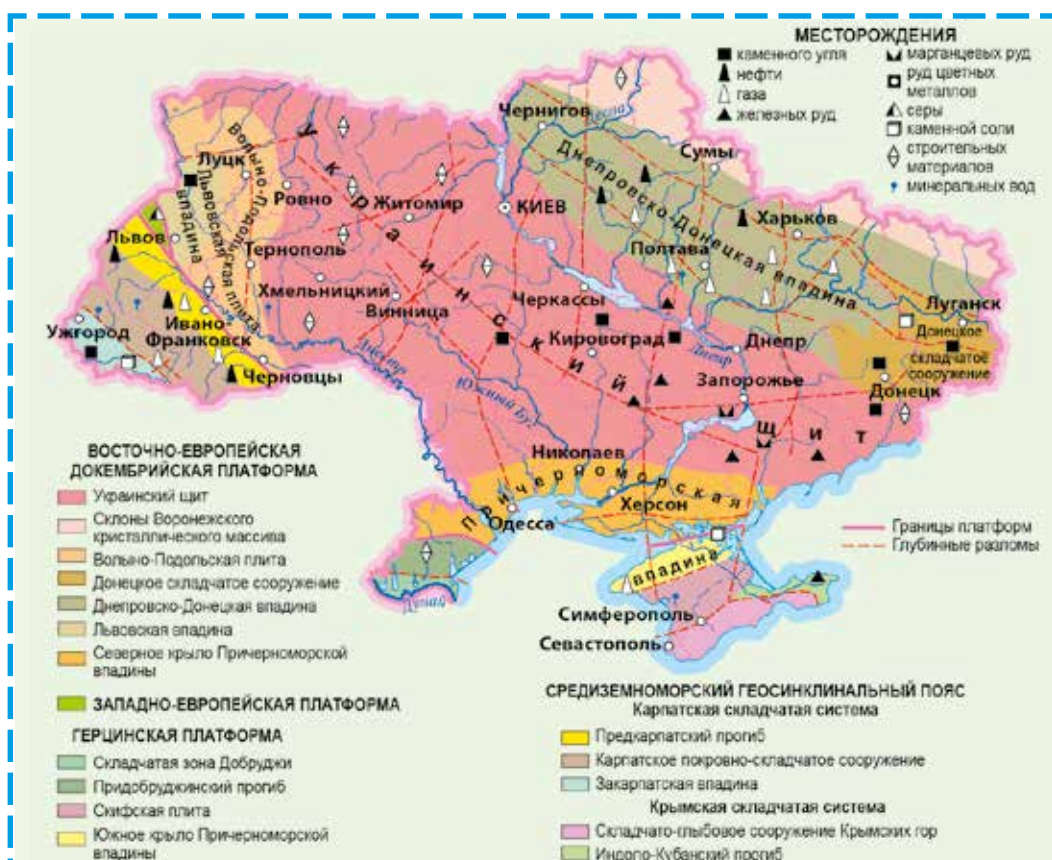 МЕСТОРОЖДЕНИЯ
каменного угля
нефти
газа
железных руд
марганцевых руд
руд цветных
металлов
серы
каменной соли
строительных
материалов
минеральных вод
Чернигов
Десна
Сумы
Луцк
Ровно
Житомир
КИЕВ
Харьков
Волыно-Подольская плита
Львовская
впадина
Украинский щит
Днепровско-Донецкая впадина
Львов
Тернополь
Полтава
Хмельницкий
Черкассы
Луганск
Винница
Ужгород
Ивано-
Франковск
Кировоград
Днепр
Днепр
Донецкое
складчатое
сооружение
Черновцы
Днестр
Южный Буг
Запорожье
Донецк
Николаев
Херсон
Одесса
Причерноморская
впадина
Дунай
Симферополь
Севастополь
Границы платформ
Глубинные разломы
ВОСТОЧНО-ЕВРОПЕЙСКАЯ
ДОКЕМБРИЙСКАЯ ПЛАТФОРМА
Украинский щит
Склоны Воронежского
кристаллического массива
Волыно-Подольская плита
Донецкое складчатое сооружение
Днепровско-Донецкая впадина
Львовская впадина
Северное крыло Причерноморской
впадины
ЗАПАДНО-ЕВРОПЕЙСКАЯ ПЛАТФОРМА
ГЕРЦИНСКАЯ ПЛАТФОРМА
Складчатая зона Добруджи
Придобруджинский прогиб
Скифская плита
Южное крыло Причерноморской
впадины
СРЕДИЗЕМНОМОРСКИЙ ГЕОСИНКЛИНАЛЬНЫЙ ПОЯС
Карпатская складчатая система
Предкарпатский прогиб
Карпатское покровно-складчатое сооружение
Закарпатская впадина
Крымская складчатая система
Складчато-глыбовое сооружение Крымских гор
Индоло-Кубанский прогиб